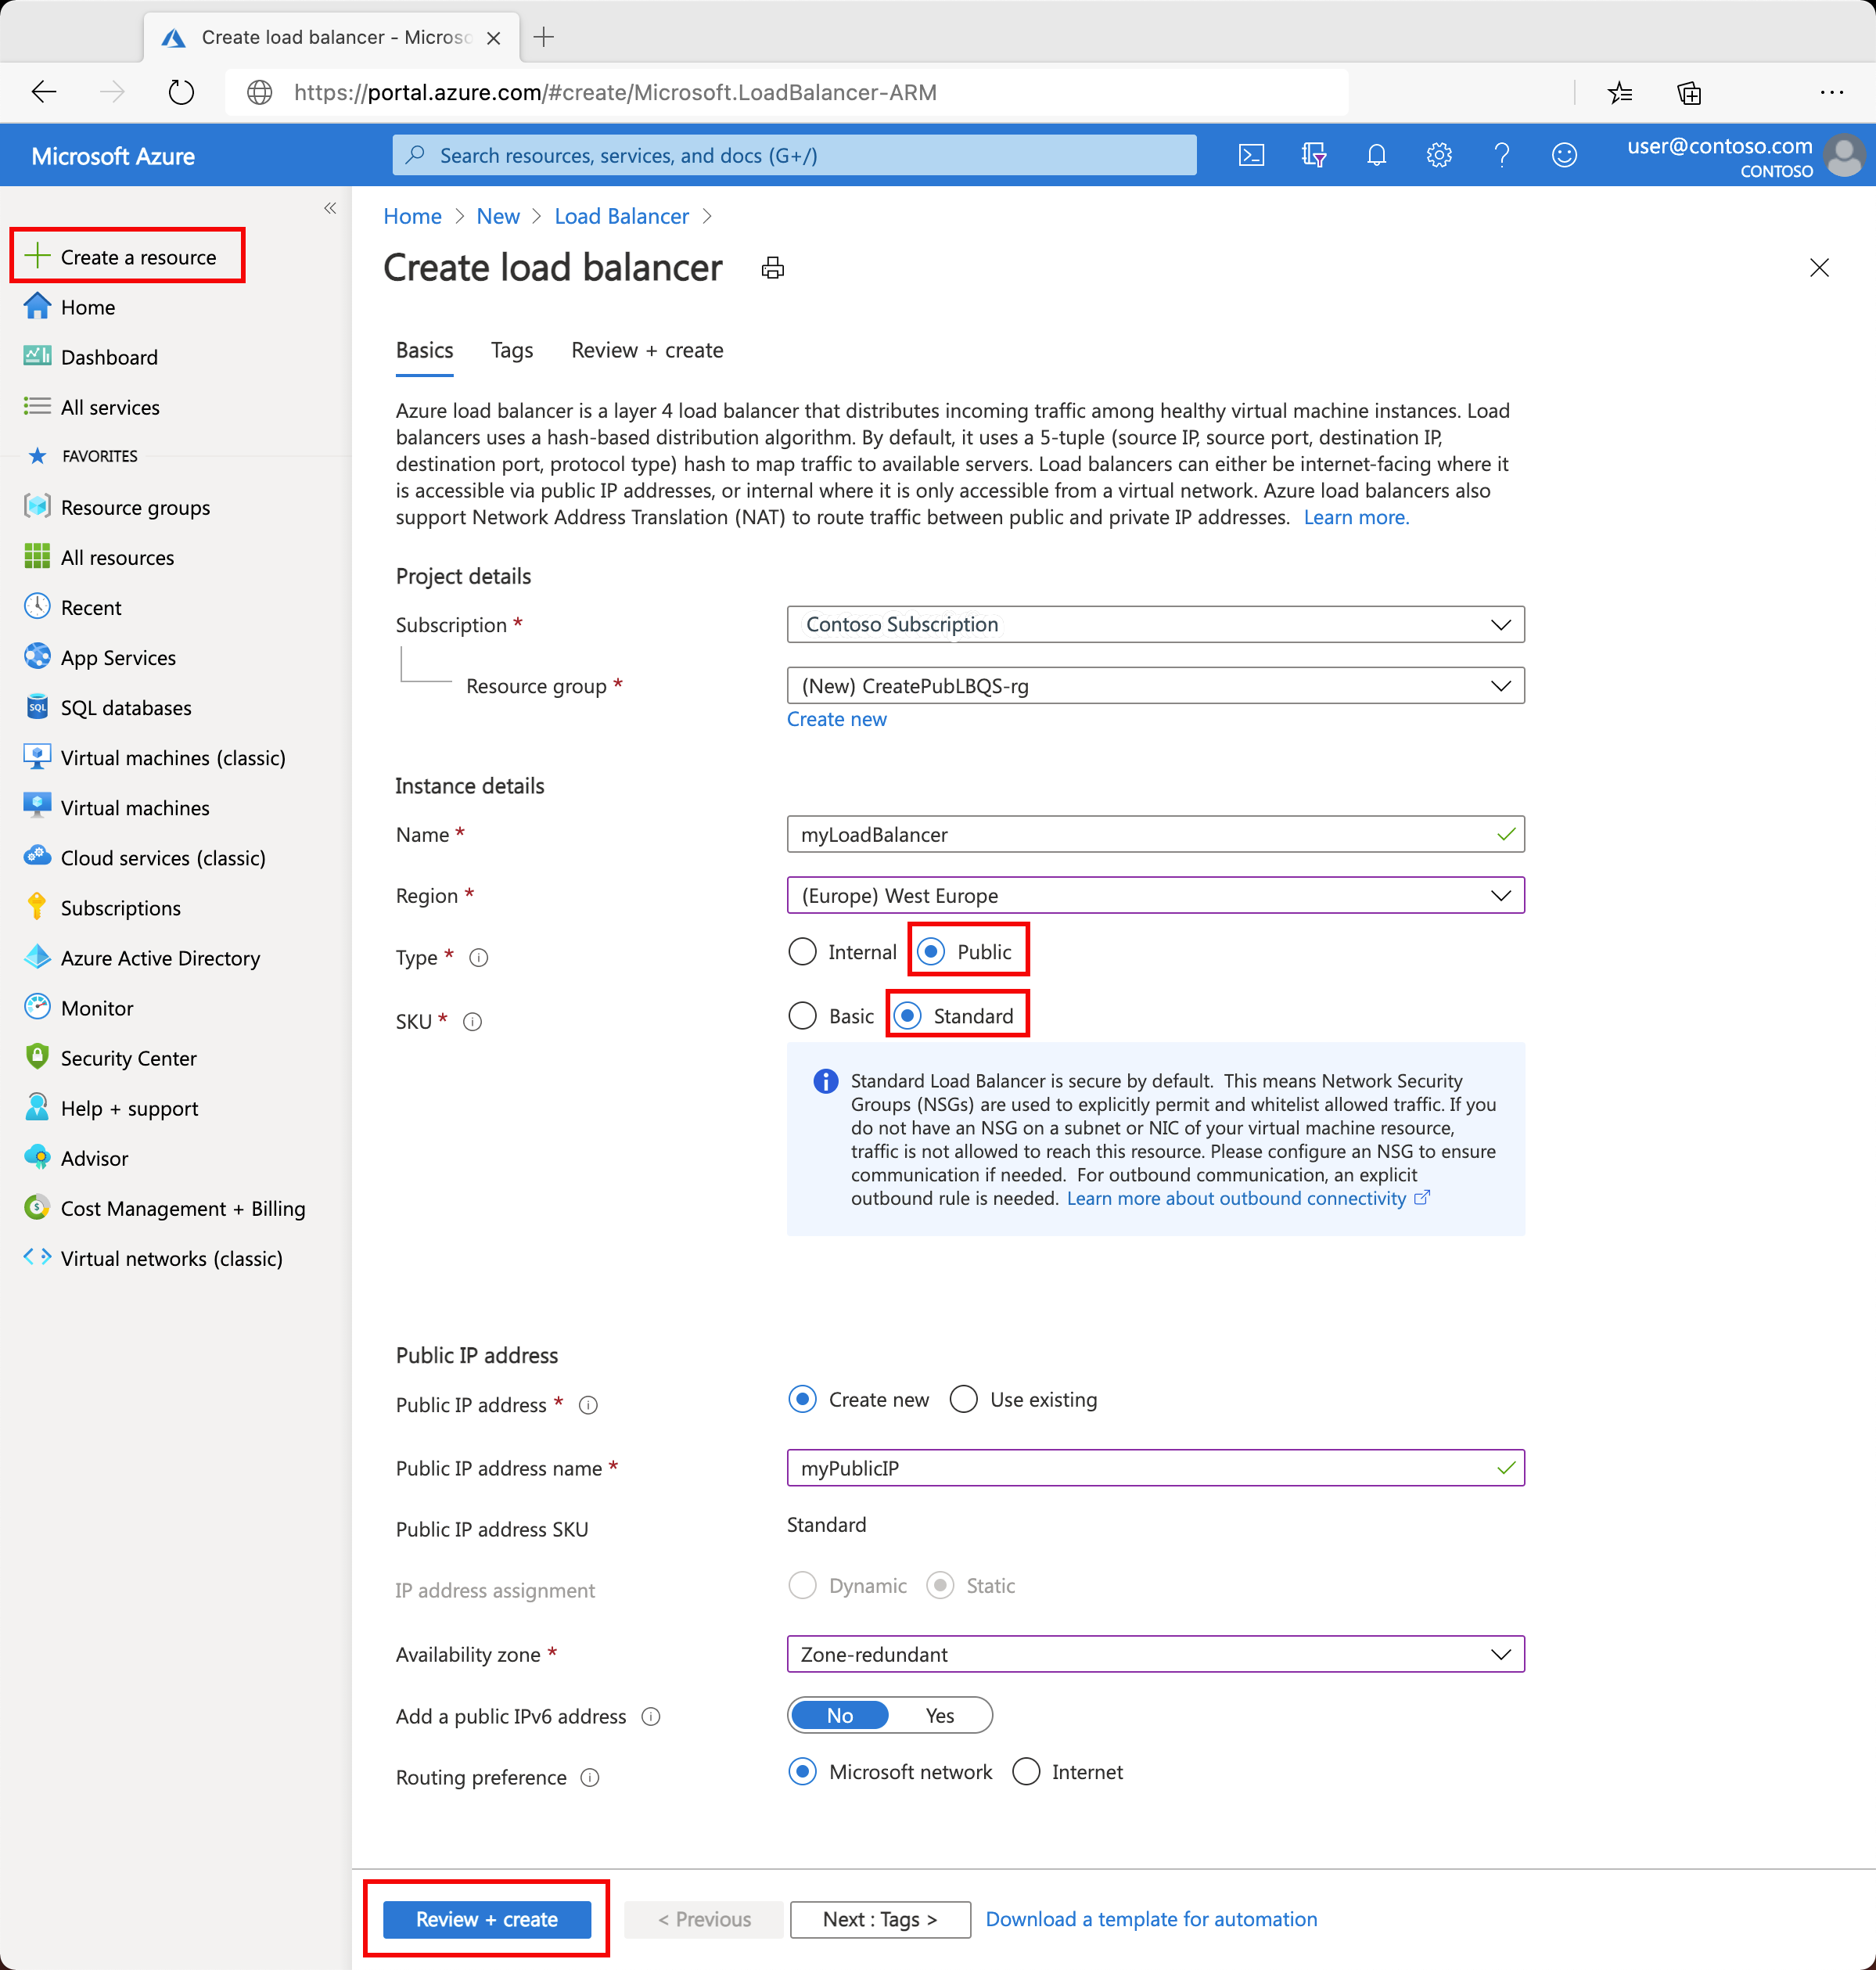 Create load balancer - Microso
https://portal.azure.com/#create/Microsoft.LoadBalancer-ARM
Microsoft Azure
Search resources, services, and docs (G+/)
user@contoso.com
CONTOSO
Create a resource
Home
Dashboard
All services
FAVORITES
Resource groups
All resources
Recent
App Services
SQL
SQL databases
Virtual machines (classic)
Virtual machines
Cloud services (classic)
Subscriptions
Azure Active Directory
Monitor
Security Center
Help + support
Advisor
Cost Management + Billing
Virtual networks (classic)
Home > New > Load Balancer >
Create load balancer
Basics Tags Review + create
Azure load balancer is a layer 4 load balancer that distributes incoming traffic among healthy virtual machine instances. Load
balancers uses a hash-based distribution algorithm. By default, it uses a 5-tuple (source IP, source port, destination IP,
destination port, protocol type) hash to map traffic to available servers. Load balancers can either be internet-facing where it
is accessible via public IP addresses, or internal where it is only accessible from a virtual network. Azure load balancers also
support Network Address Translation (NAT) to route traffic between public and private IP addresses. Learn more.
Project details
Subscription * Contoso Subscription
Resource group * (New) CreatePubLBQS-rg
Create new
Instance details
Name * myLoadBalancer
Region * (Europe) West Europe
Type * Internal Public
SKU * Basic Standard
Standard Load Balancer is secure by default. This means Network Security
Groups (NSGs) are used to explicitly permit and whitelist allowed traffic. If you
do not have an NSG on a subnet or NIC of your virtual machine resource,
traffic is not allowed to reach this resource. Please configure an NSG to ensure
communication if needed. For outbound communication, an explicit
outbound rule is needed. Learn more about outbound connectivity
Public IP address
Public IP address * Create new Use existing
Public IP address name * myPublicIP
Public IP address SKU Standard
IP address assignment Dynamic Static
Availability zone * Zone-redundant
Add a public IPv6 address No Yes
Routing preference Microsoft network Internet
Review + create < Previous Next : Tags > Download a template for automation